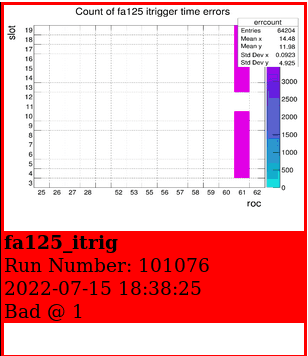 Count of fa125 itrigger time errors
errcount
Entries 64204
Mean x 14.48
Mean y 11.98
Std Dev x 0.0923
Std Dev y 4.925
slot
19
18
17
16
15
14
13
12
11
10
9
8
7
6
5
4
3
3500
3000
2500
2000
1500
1000
500
0
25 26 27 28 52 53 54 55 56 57 58 59 60 61 62
roc
fa125_itrig
Run Number: 101076
2022-07-15 18:38:25
Bad @ 1